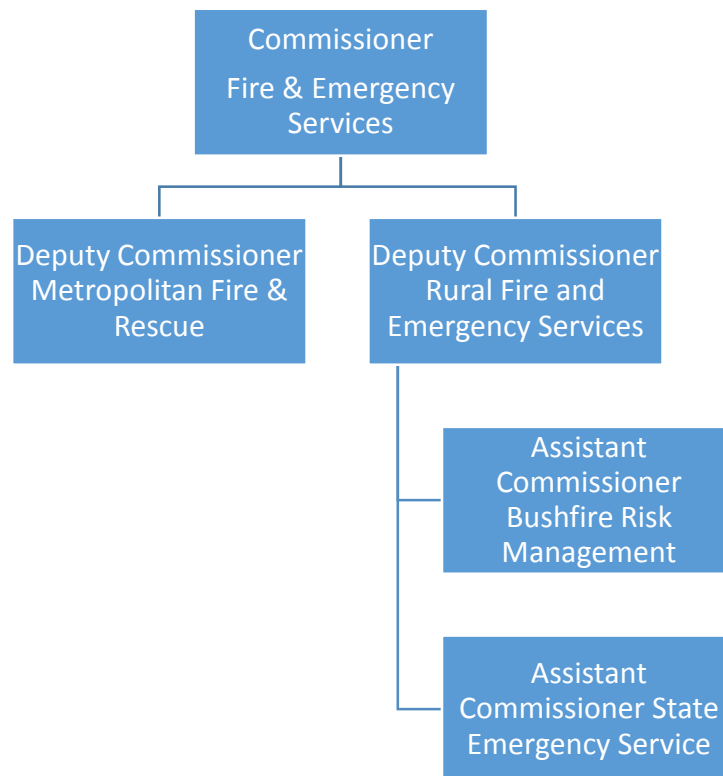 Commissioner
Fire & Emergency
Services
Deputy Commissioner
Metropolitan Fire &
Rescue
Deputy Commissioner
Rural Fire and
Emergency Services
Assistant
Commissioner
Bushfire Risk
Management
Assistant
Commissioner State
Emergency Service